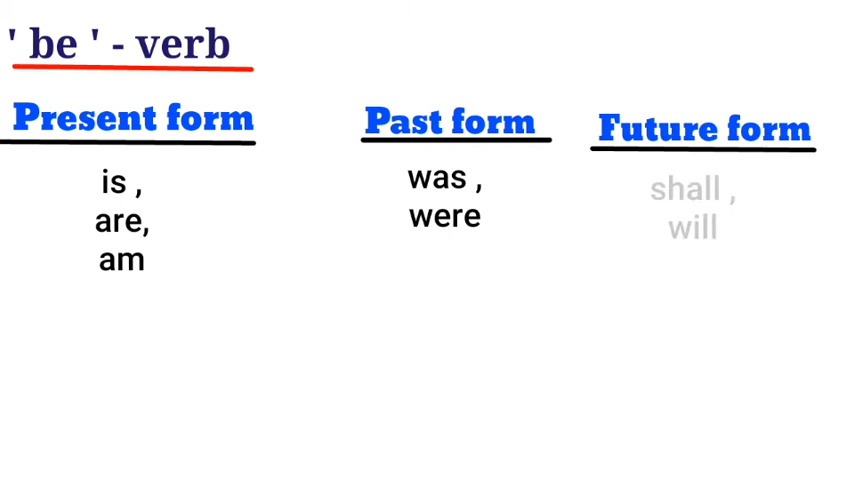 ' be ' - verb
Present form
is ,
are,
am
Past form
was ,
were
Future form
shall ,
will